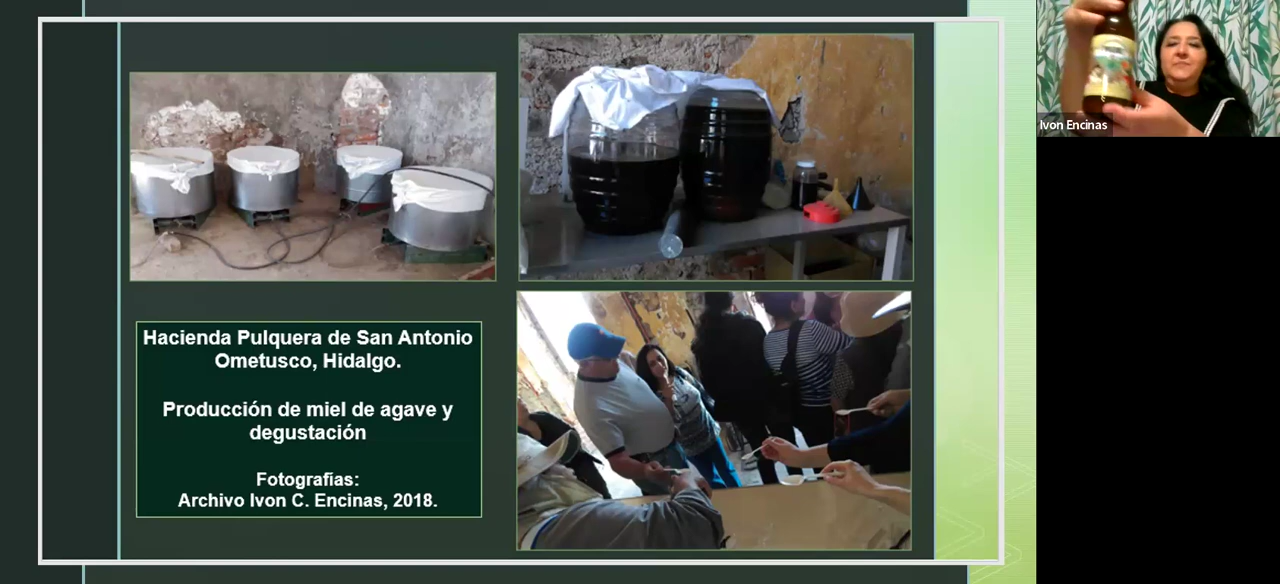 Hacienda Pulquera de San Antonio
Ometusco, Hidalgo.
Producción de miel de agave y
degustación
Fotografías:
Archivo Ivon C. Encinas, 2018.
Ivon Encinas